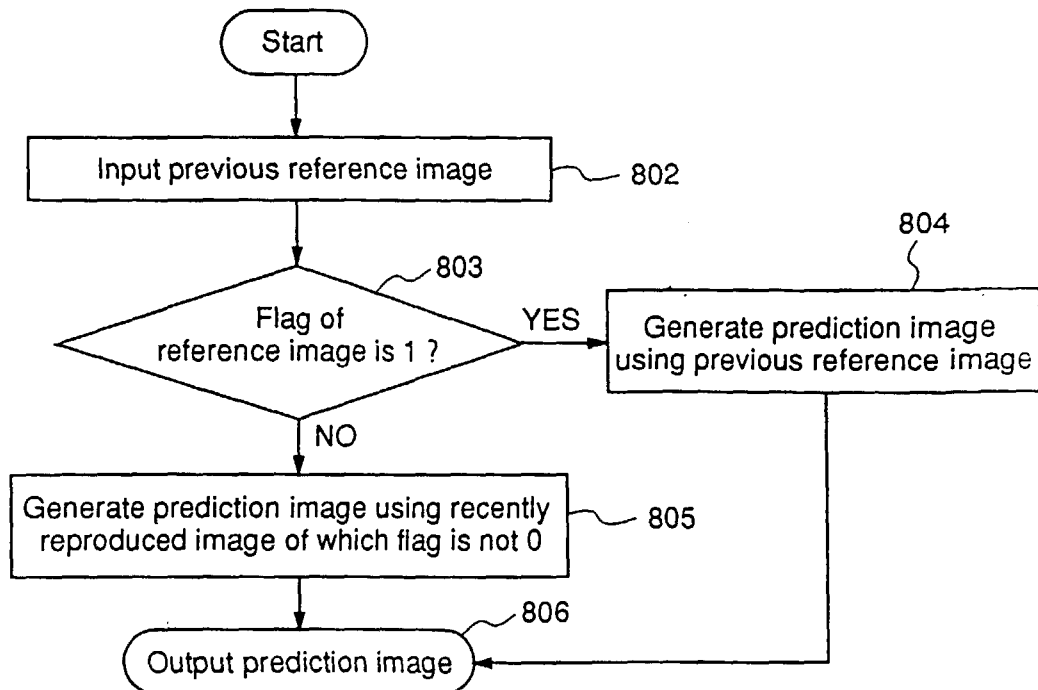 Start
Input previous reference image
802
803
804
Flag of
reference image is 1 ?
YES
Generate prediction image
using previous reference image
NO
Generate prediction image using recently
reproduced image of which flag is not 0
805
806
Output prediction image